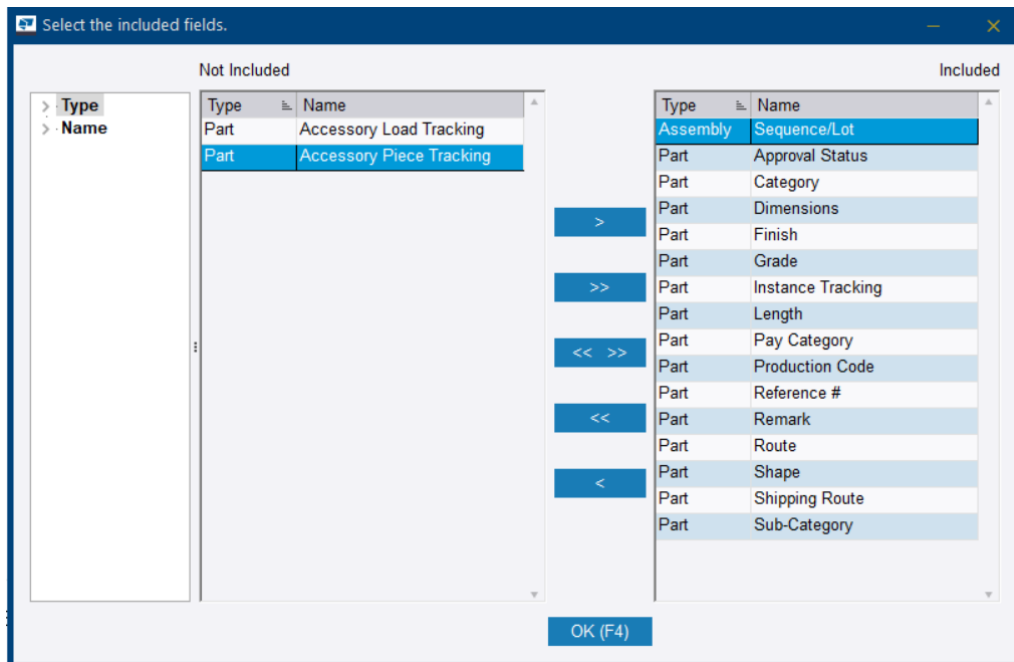 Select the included fields.
Not Included
Included
Type
Name
Type Name
Part Accessory Load Tracking
Part Accessory Piece Tracking
>
>>
<< >>
<<
<
Type Name
Assembly Sequence/Lot
Part Approval Status
Part Category
Part Dimensions
Part Finish
Part Grade
Part Instance Tracking
Part Length
Part Pay Category
Part Production Code
Part Reference #
Part Remark
Part Route
Part Shape
Part Shipping Route
Part Sub-Category
OK (F4)